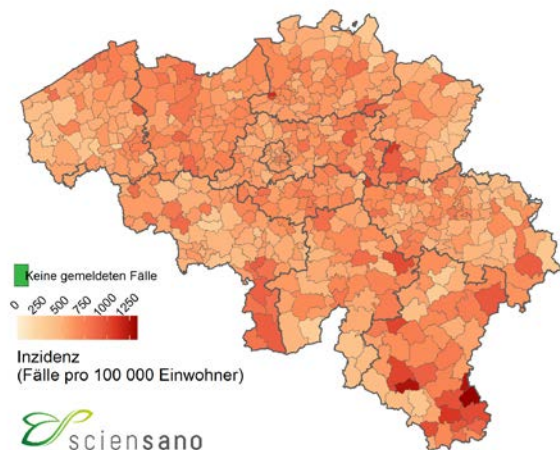 Keine gemeldeten Fälle
0 250 500 750 1000 1250
Inzidenz
(Fälle pro 100 000 Einwohner)
sciensano